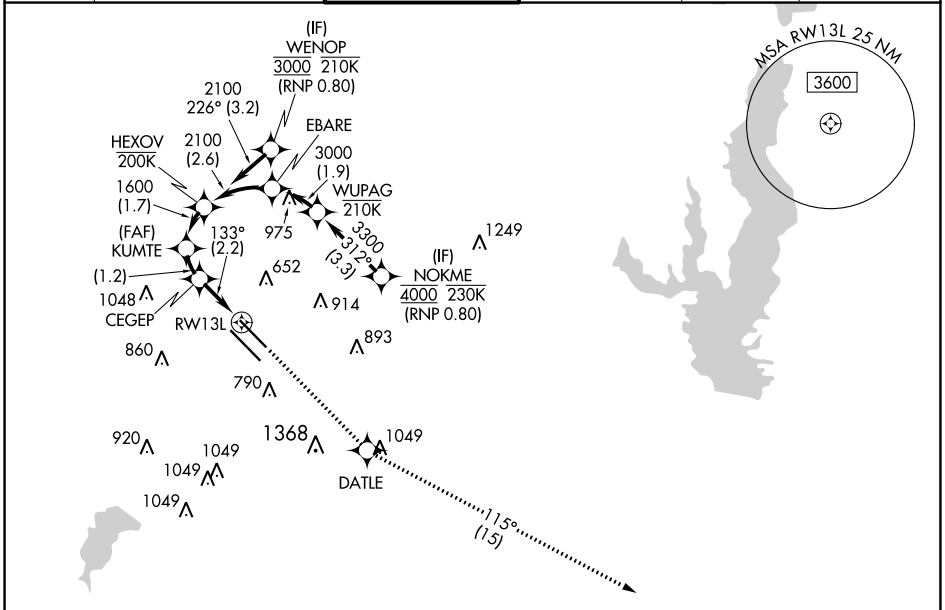 (IF)
WENOP
3000 210K
(RNP 0.80)
MSA RW13L 25 NM
3600
2100
226° (3.2)
EBARE
HEXOV
200K
2100
(2.6)
3000
(1.9)
1600
(1.7)
WUPAG
210K
975
(FAF)
KUMTE
133°
(2.2)
3300
312°
(3.3)
1249
(IF)
NOKME
4000 230K
(RNP 0.80)
652
(1.2)
1048
914
CEGEP
RW13L
893
860
790
1368
1049
920
1049
1049
DATLE
1049
115°
(15)